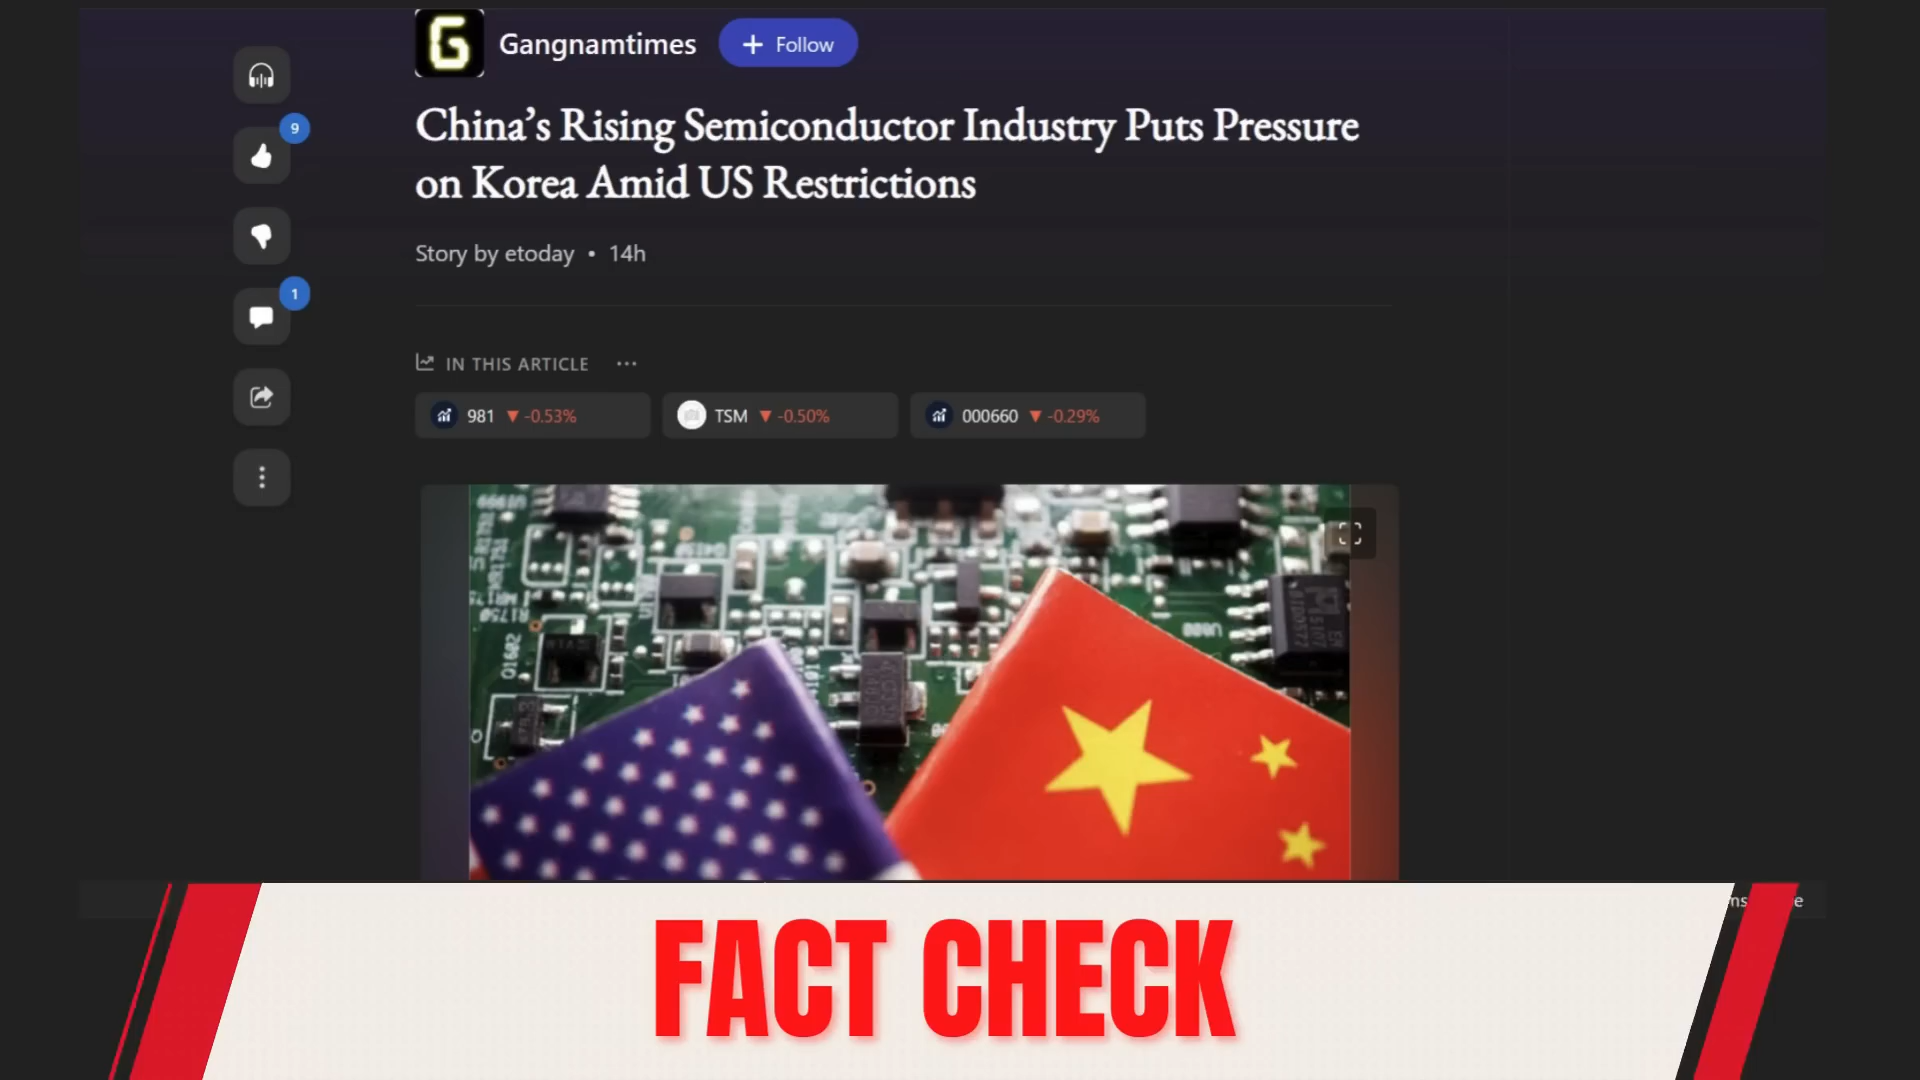 G Gangnamtimes + Follow
9
China's Rising Semiconductor Industry Puts Pressure
on Korea Amid US Restrictions
1
Story by etoday • 14h
IN THIS ARTICLE ...
981 ▼ -0.53%
TSM ▼ -0.50%
000660 ▼ -0.29%
FACT CHECK